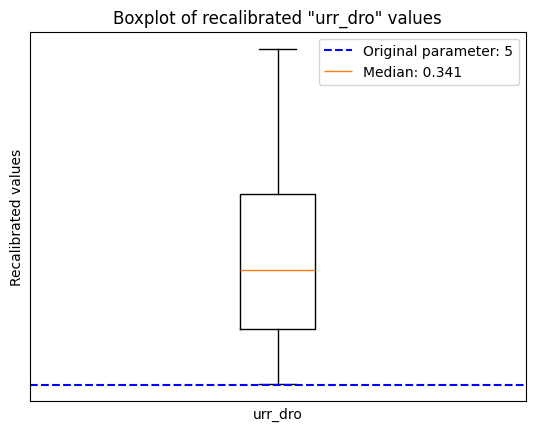 Boxplot of recalibrated "urr_dro" values
Original parameter: 5
Median: 0.341
Recalibrated values
urr_dro